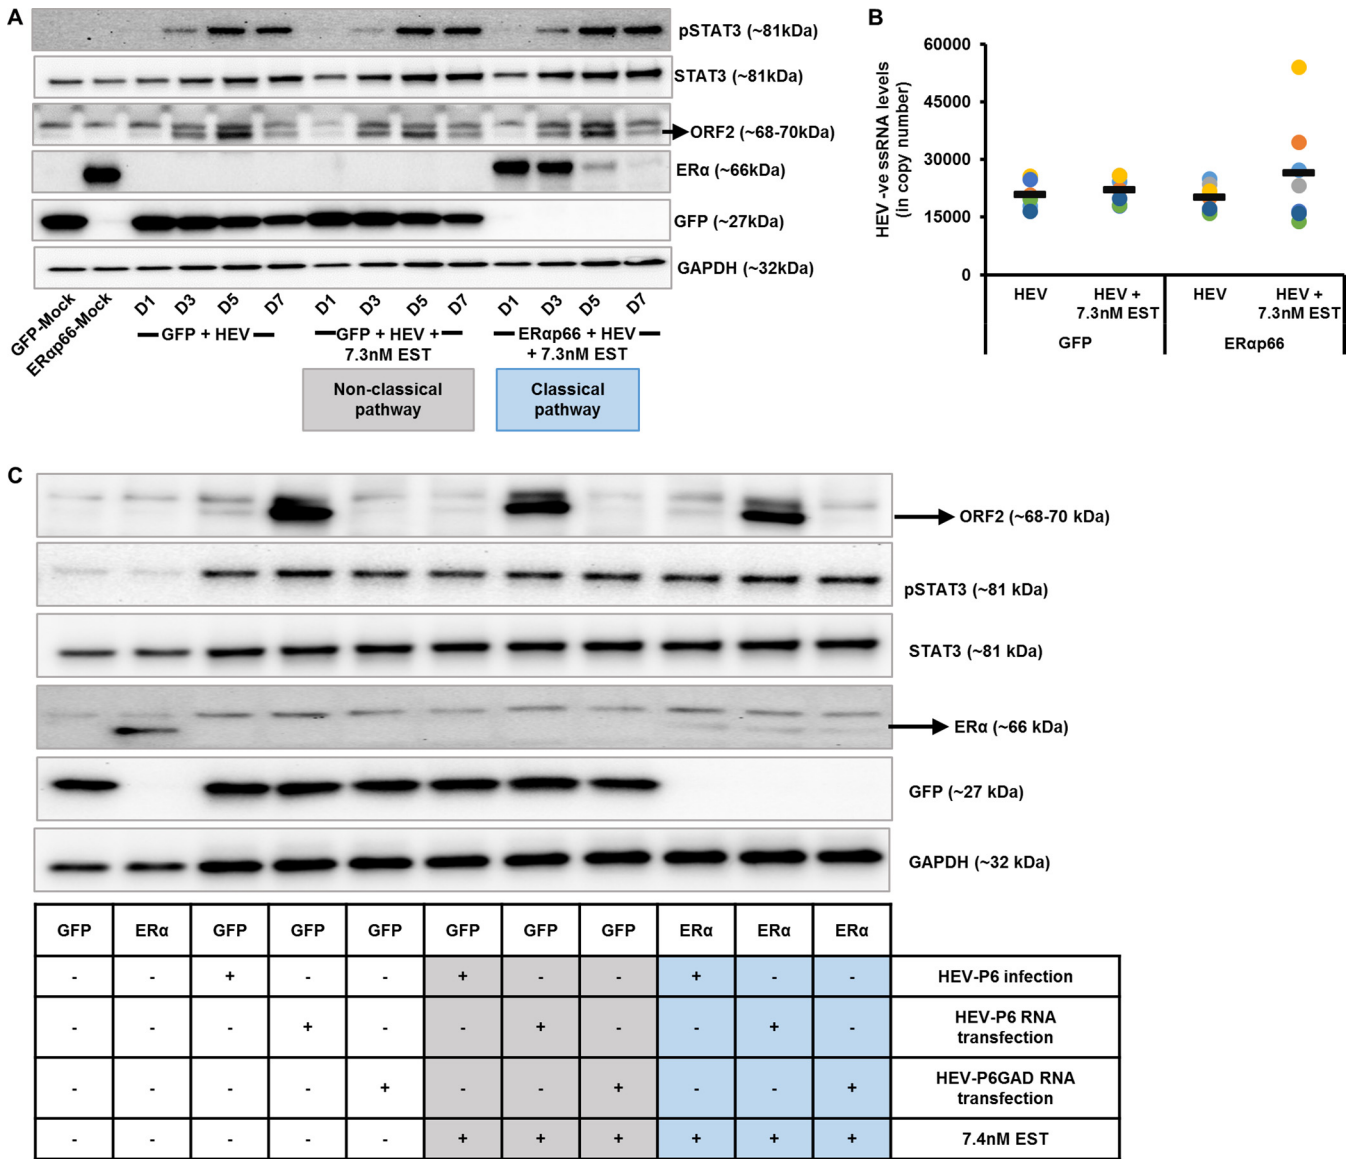 A
pSTAT3 (~81kDa)
STAT3 (~81kDa)
ORF2 (~68-70kDa)
ERα (~66kDa)
GFP (~27kDa)
GAPDH (~32kDa)
GFP-Mock
ERαp66-Mock
D1 D3 D5 D7 D1 D3 D5 D7 D1 D3 D5 D7
GFP + HEV
GFP + HEV +
7.3nM EST
ERαp66 + HEV
+ 7.3nM EST
Non-classical
pathway
Classical
pathway
B
HEV -ve ssRNA levels
(in copy number)
60000
45000
30000
15000
0
HEV
HEV +
7.3nM EST
HEV
HEV +
7.3nM EST
GFP
ERαp66
C
ORF2 (~68-70 kDa)
pSTAT3 (~81 kDa)
STAT3 (~81 kDa)
ERα (~66 kDa)
GFP (~27 kDa)
GAPDH (~32 kDa)
GFP ERα GFP GFP GFP GFP GFP GFP ERα ERα ERα
- - + - - + - - + - - HEV-P6 infection
- - - + - - + - - + - HEV-P6 RNA
transfection
- - - - + - - + - - + HEV-P6GAD RNA
transfection
- - - - - + + + + + + 7.4nM EST